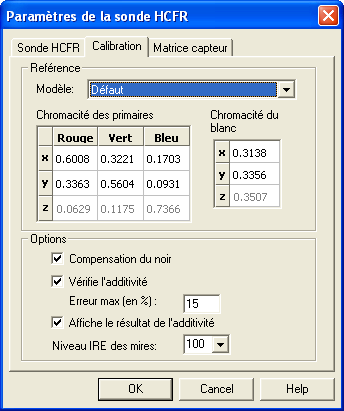 Paramètres de la sonde HCFR
Sonde HCFR Calibration Matrice capteur
Référence
Modèle: Défaut
Chromacité des primaires
Rouge Vert Bleu
x 0.6008 0.3221 0.1703
y 0.3363 0.5604 0.0931
z 0.0629 0.1175 0.7366
Chromacité du
blanc
x 0.3138
y 0.3356
z 0.3507
Options
Compensation du noir
Vérifie l'additivité
Erreur max (en %) : 15
Affiche le résultat de l'additivité
Niveau IRE des mires: 100
OK Cancel Help